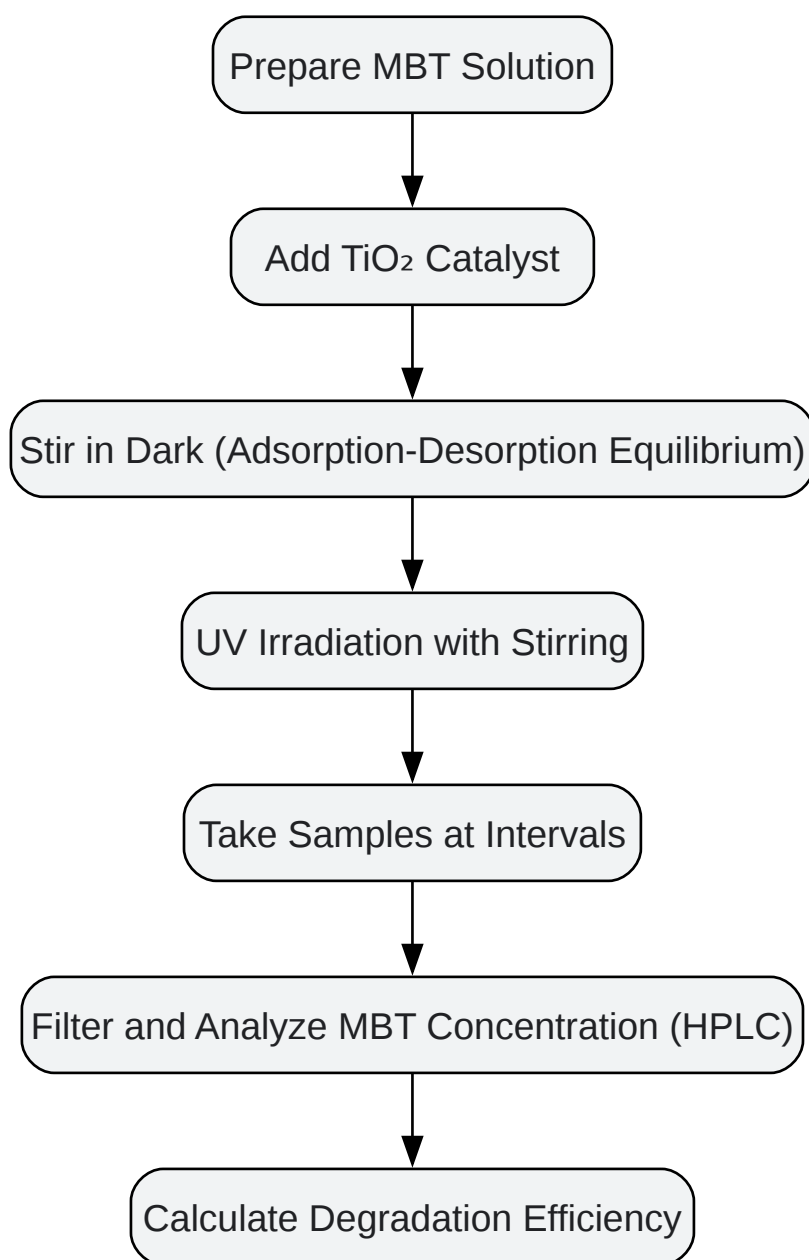 Prepare MBT Solution
Add TiO₂ Catalyst
Stir in Dark (Adsorption-Desorption Equilibrium)
UV Irradiation with Stirring
Take Samples at Intervals
Filter and Analyze MBT Concentration (HPLC)
Calculate Degradation Efficiency